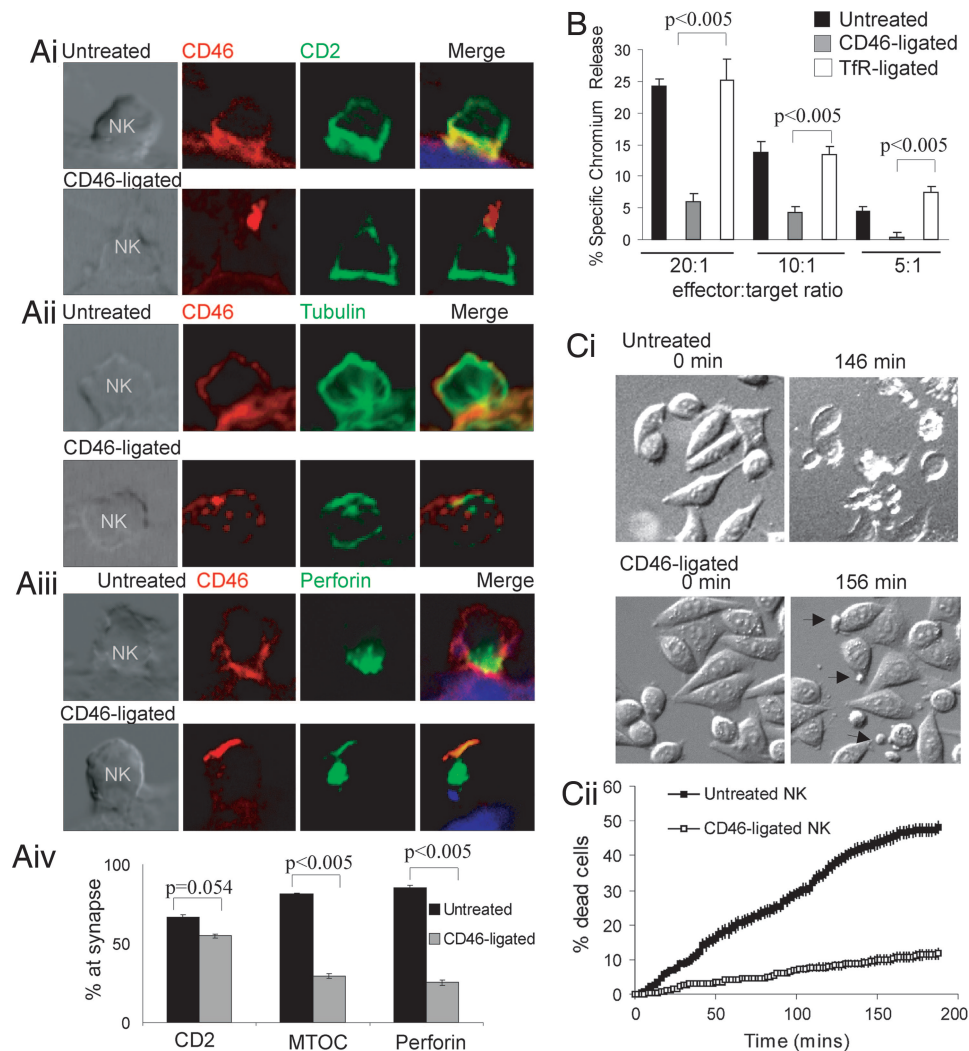 Ai
Untreated CD46 CD2 Merge
NK
CD46-ligated
NK
Aii
Untreated CD46 Tubulin Merge
NK
CD46-ligated
NK
Aiii
Untreated CD46 Perforin Merge
NK
CD46-ligated
NK
Aiv
% at synapse
100
50
0
p=0.054
p<0.005
p<0.005
Untreated
CD46-ligated
CD2 MTOC Perforin
B
% Specific Chromium Release
30
25
20
15
10
5
0
p<0.005
p<0.005
p<0.005
Untreated
CD46-ligated
TfR-ligated
20:1 10:1 5:1
effector:target ratio
Ci
Untreated
0 min 146 min
CD46-ligated
0 min 156 min
Cii
% dead cells
60
50
40
30
20
10
0
Untreated NK
CD46-ligated NK
0 50 100 150 200
Time (mins)